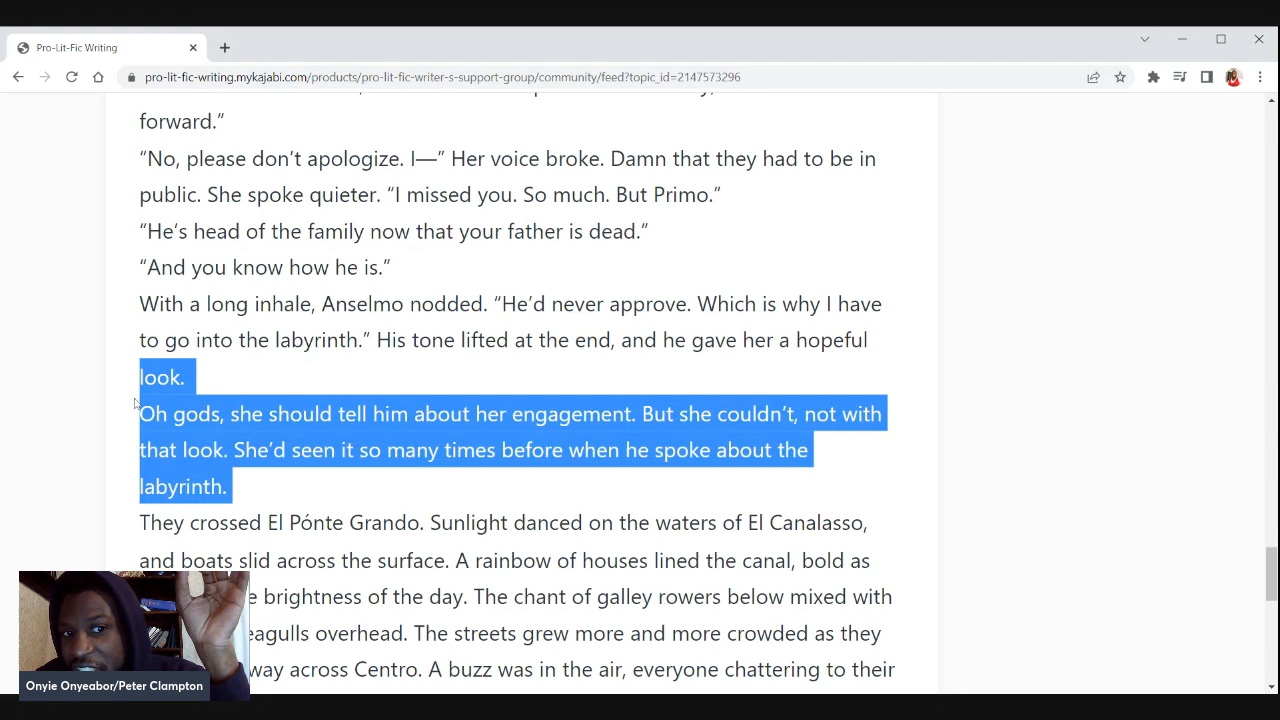 Pro-Lit-Fic Writing
pro-lit-fic-writing.mykajabi.com/products/pro-lit-fic-writer-s-support-group/community/feed?topic_id=2147573296
forward.”
“No, please don’t apologize. I—” Her voice broke. Damn that they had to be in
public. She spoke quieter. “I missed you. So much. But Primo.”
“He’s head of the family now that your father is dead.”
“And you know how he is.”
With a long inhale, Anselmo nodded. “He’d never approve. Which is why I have
to go into the labyrinth.” His tone lifted at the end, and he gave her a hopeful
look.
Oh gods, she should tell him about her engagement. But she couldn’t, not with
that look. She’d seen it so many times before when he spoke about the
labyrinth.
They crossed El Pónte Grando. Sunlight danced on the waters of El Canalasso,
and boats slid across the surface. A rainbow of houses lined the canal, bold as
brightness of the day. The chant of galley rowers below mixed with
overhead. The streets grew more and more crowded as they
way across Centro. A buzz was in the air, everyone chattering to their
Onyie Onyeabor/Peter Clampton